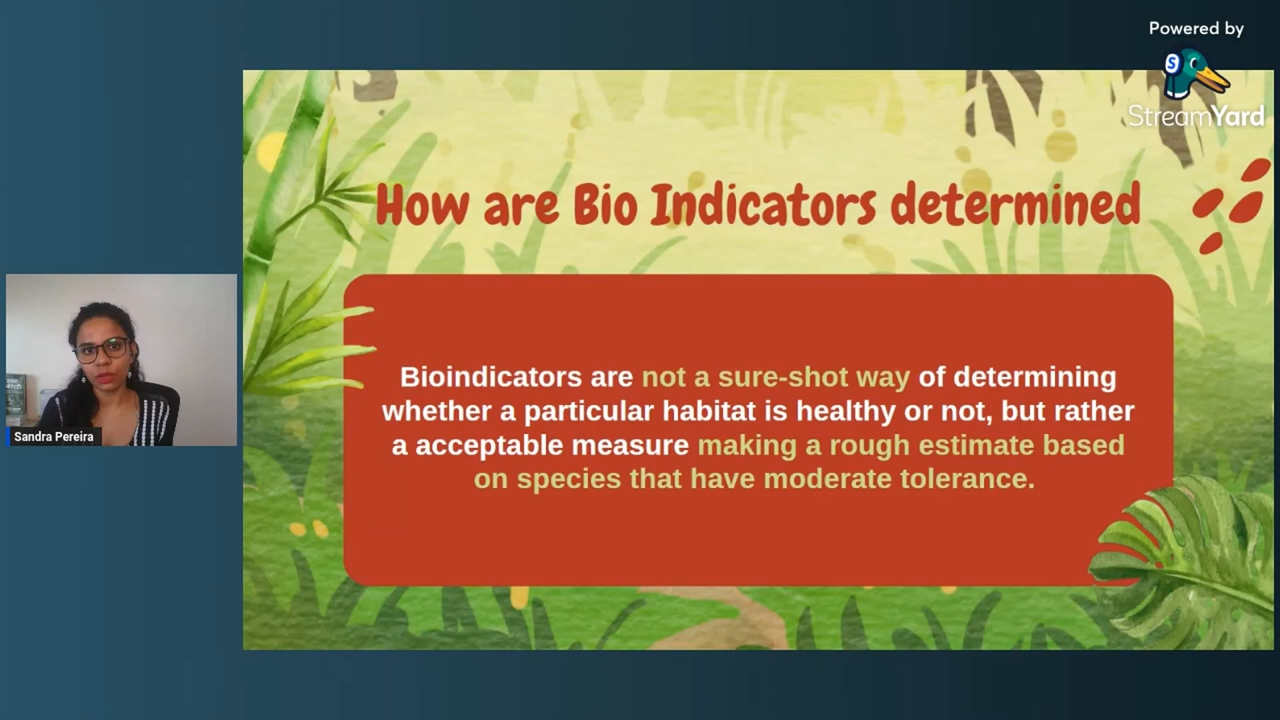 Powered by
S
StreamYard
How are Bio Indicators determined
Bioindicators are not a sure-shot way of determining
whether a particular habitat is healthy or not, but rather
a acceptable measure making a rough estimate based
on species that have moderate tolerance.
Sandra Pereira